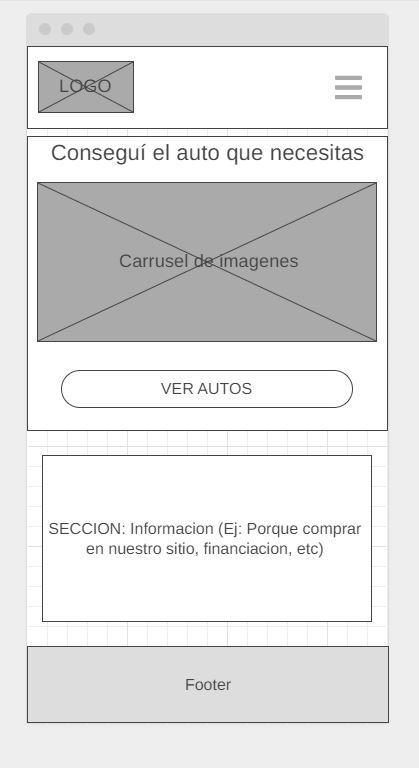 LOGO
Conseguí el auto que necesitas
Carrusel de imagenes
VER AUTOS
SECCION: Informacion (Ej: Porque comprar
en nuestro sitio, financiacion, etc)
Footer